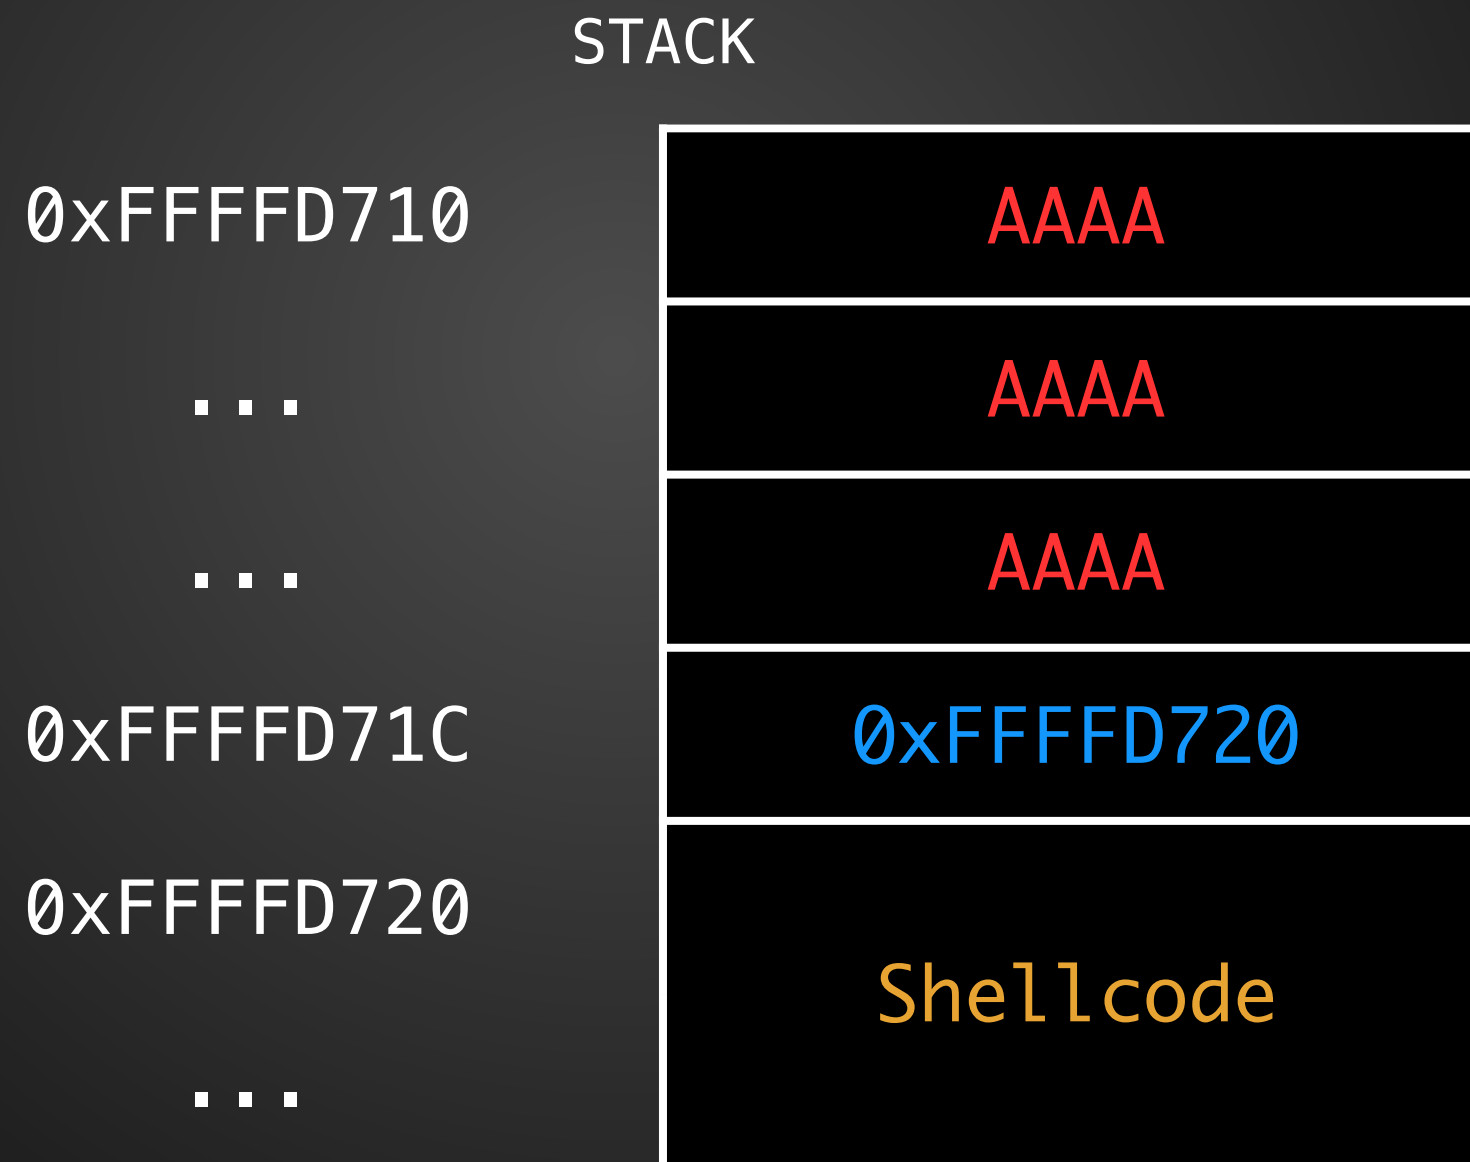 STACK
0xFFFFD710 AAAA
... AAAA
... AAAA
0xFFFFD71C 0xFFFFD720
0xFFFFD720
Shellcode
...